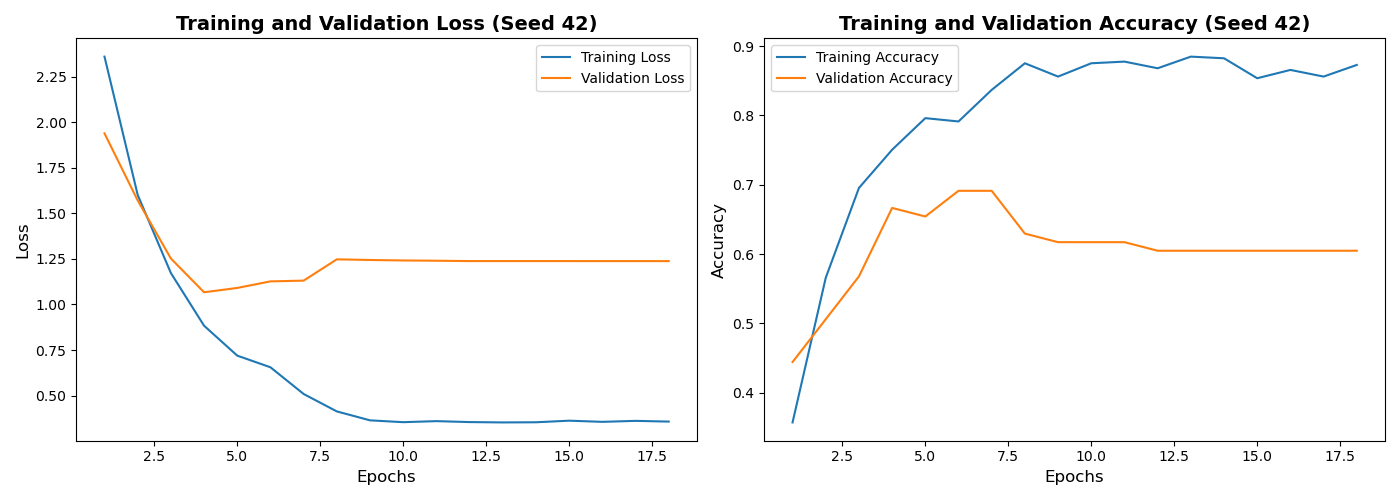 Training and Validation Loss (Seed 42)
Training Loss
Validation Loss
2.25
2.00
1.75
1.50
1.25
1.00
0.75
0.50
Loss
2.5 5.0 7.5 10.0 12.5 15.0 17.5
Epochs
Training and Validation Accuracy (Seed 42)
Training Accuracy
Validation Accuracy
0.9
0.8
0.7
0.6
0.5
0.4
Accuracy
2.5 5.0 7.5 10.0 12.5 15.0 17.5
Epochs